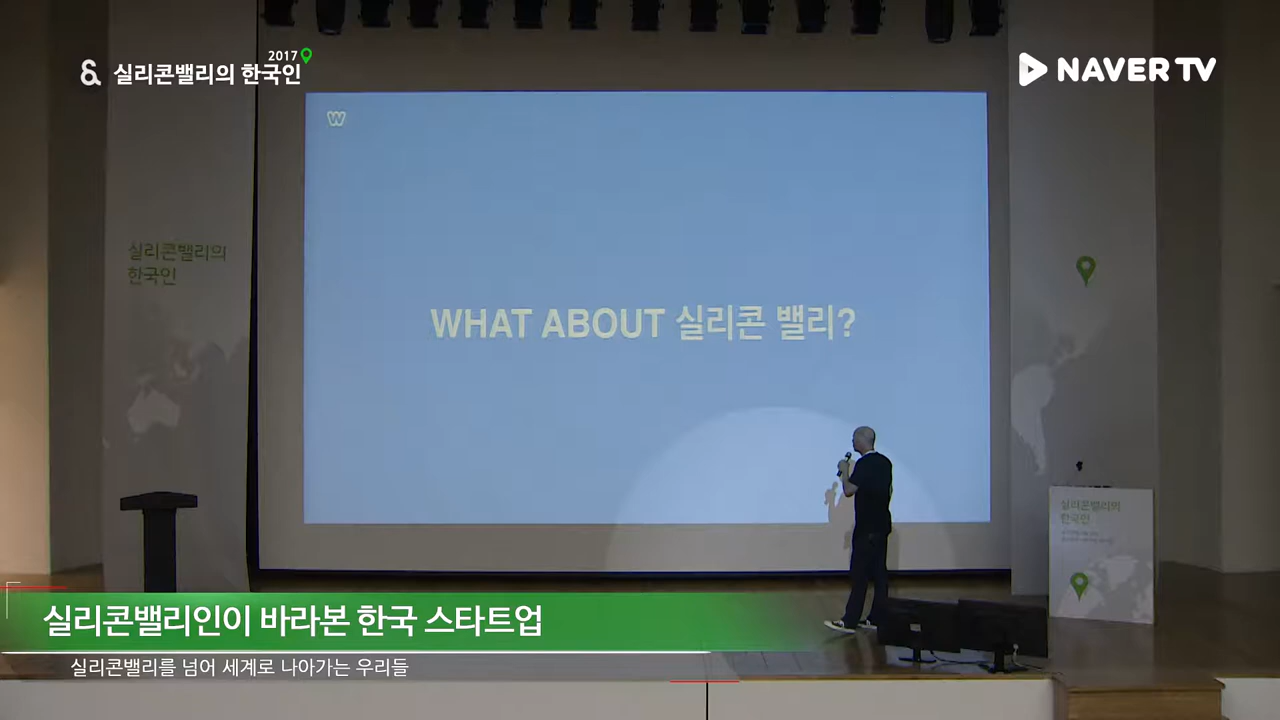 2017
& 실리콘밸리의 한국인
NAVER TV
W
WHAT ABOUT 실리콘 밸리?
실리콘밸리의
한국인
실리콘밸리의
한국인
실리콘밸리인이 바라본 한국 스타트업
실리콘밸리를 넘어 세계로 나아가는 우리들